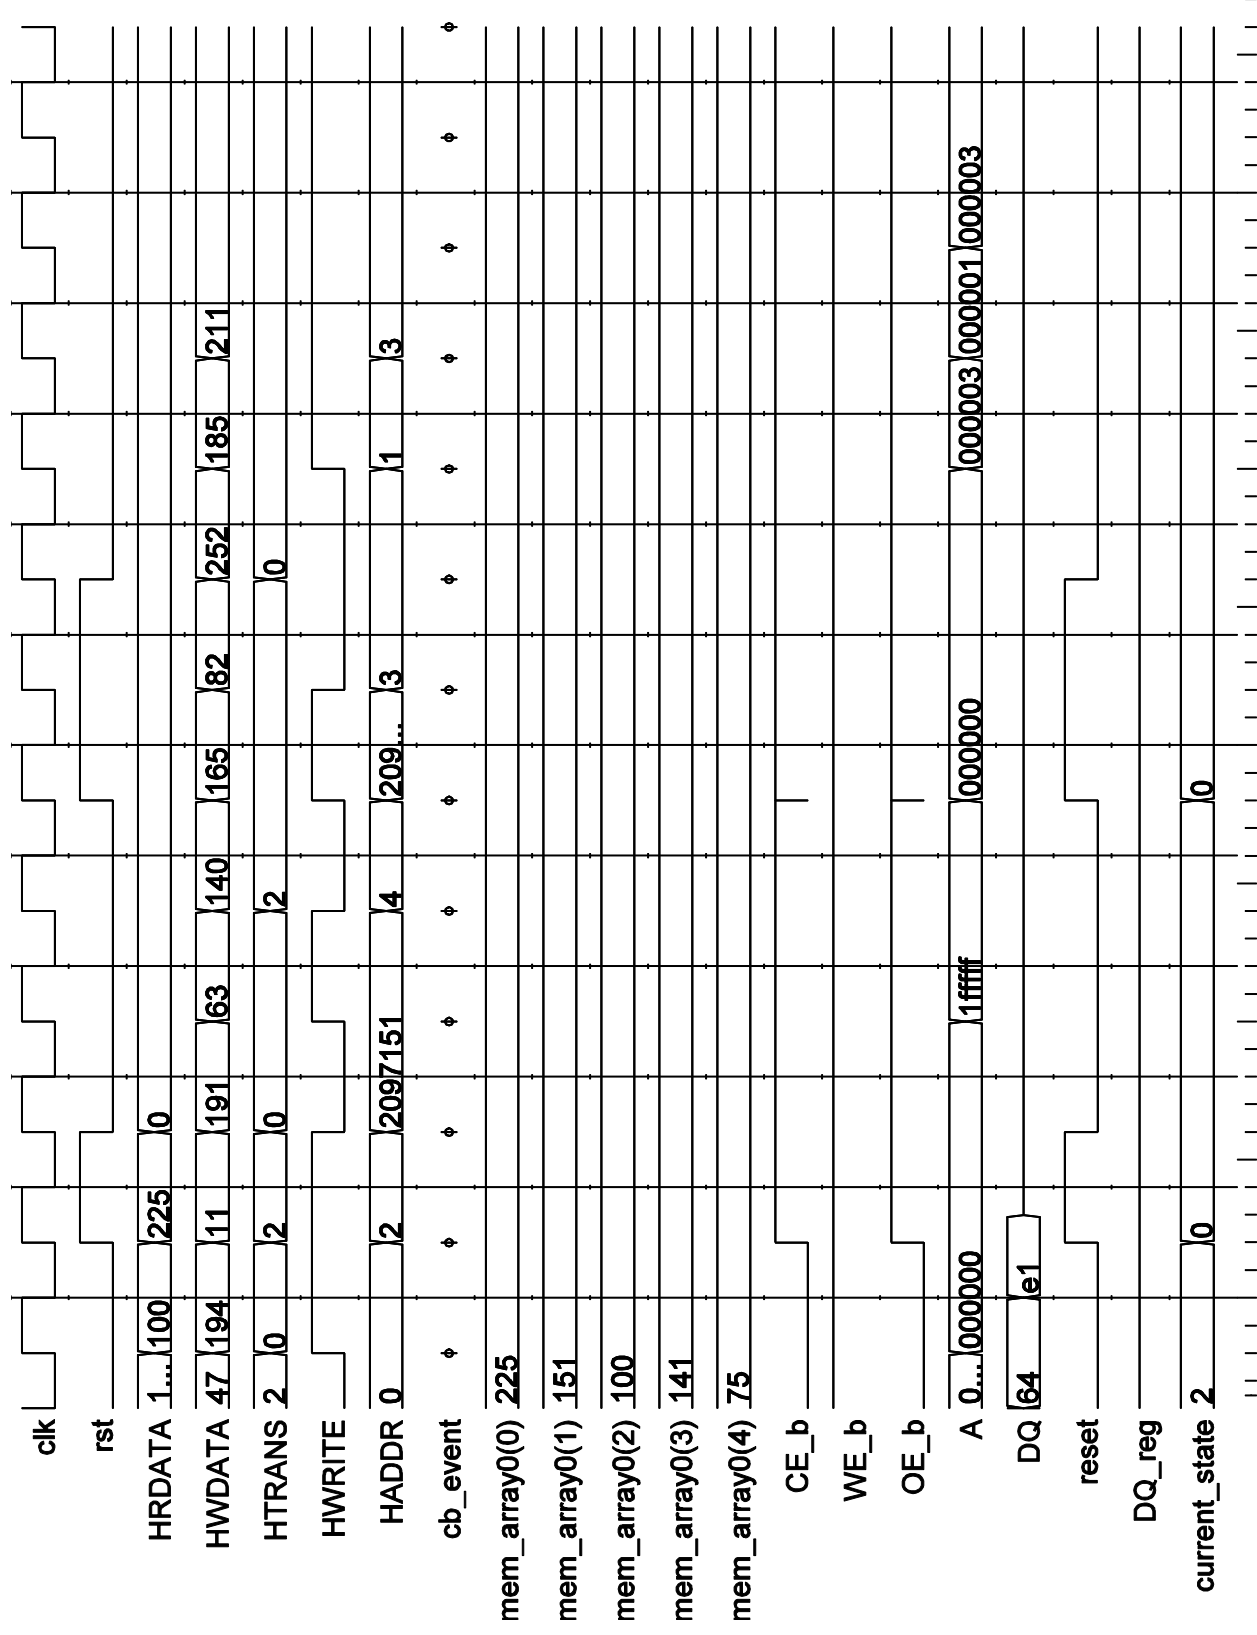 clk
rst
HRDATA 1... 100 225 0
HWDATA 47 194 11 191 63 140 165 82 252 185 211
HTRANS 2 0 2 0 2 0
HWRITE
HADDR 0 2 2097151 4 209... 3 1 3
cb_event
mem_array0(0) 225
mem_array0(1) 151
mem_array0(2) 100
mem_array0(3) 141
mem_array0(4) 75
CE_b
WE_b
OE_b
A 0... 000000 1fffff 000000 000003 000001 000003
DQ 64 e1
reset
DQ_reg
current_state 2 0 0